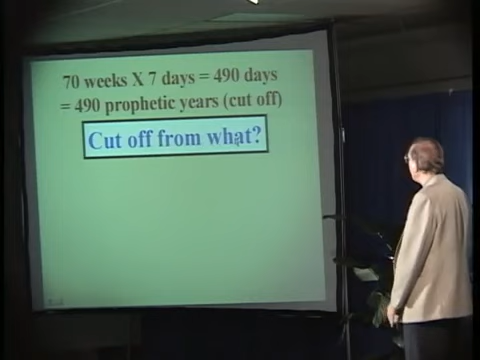 70 weeks X 7 days = 490 days
= 490 prophetic years (cut off)
Cut off from what?